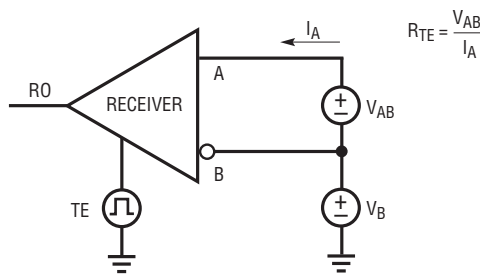 I_A
R_TE = V_AB / I_A
A
RO
RECEIVER
+
–
V_AB
B
TE
+
–
V_B